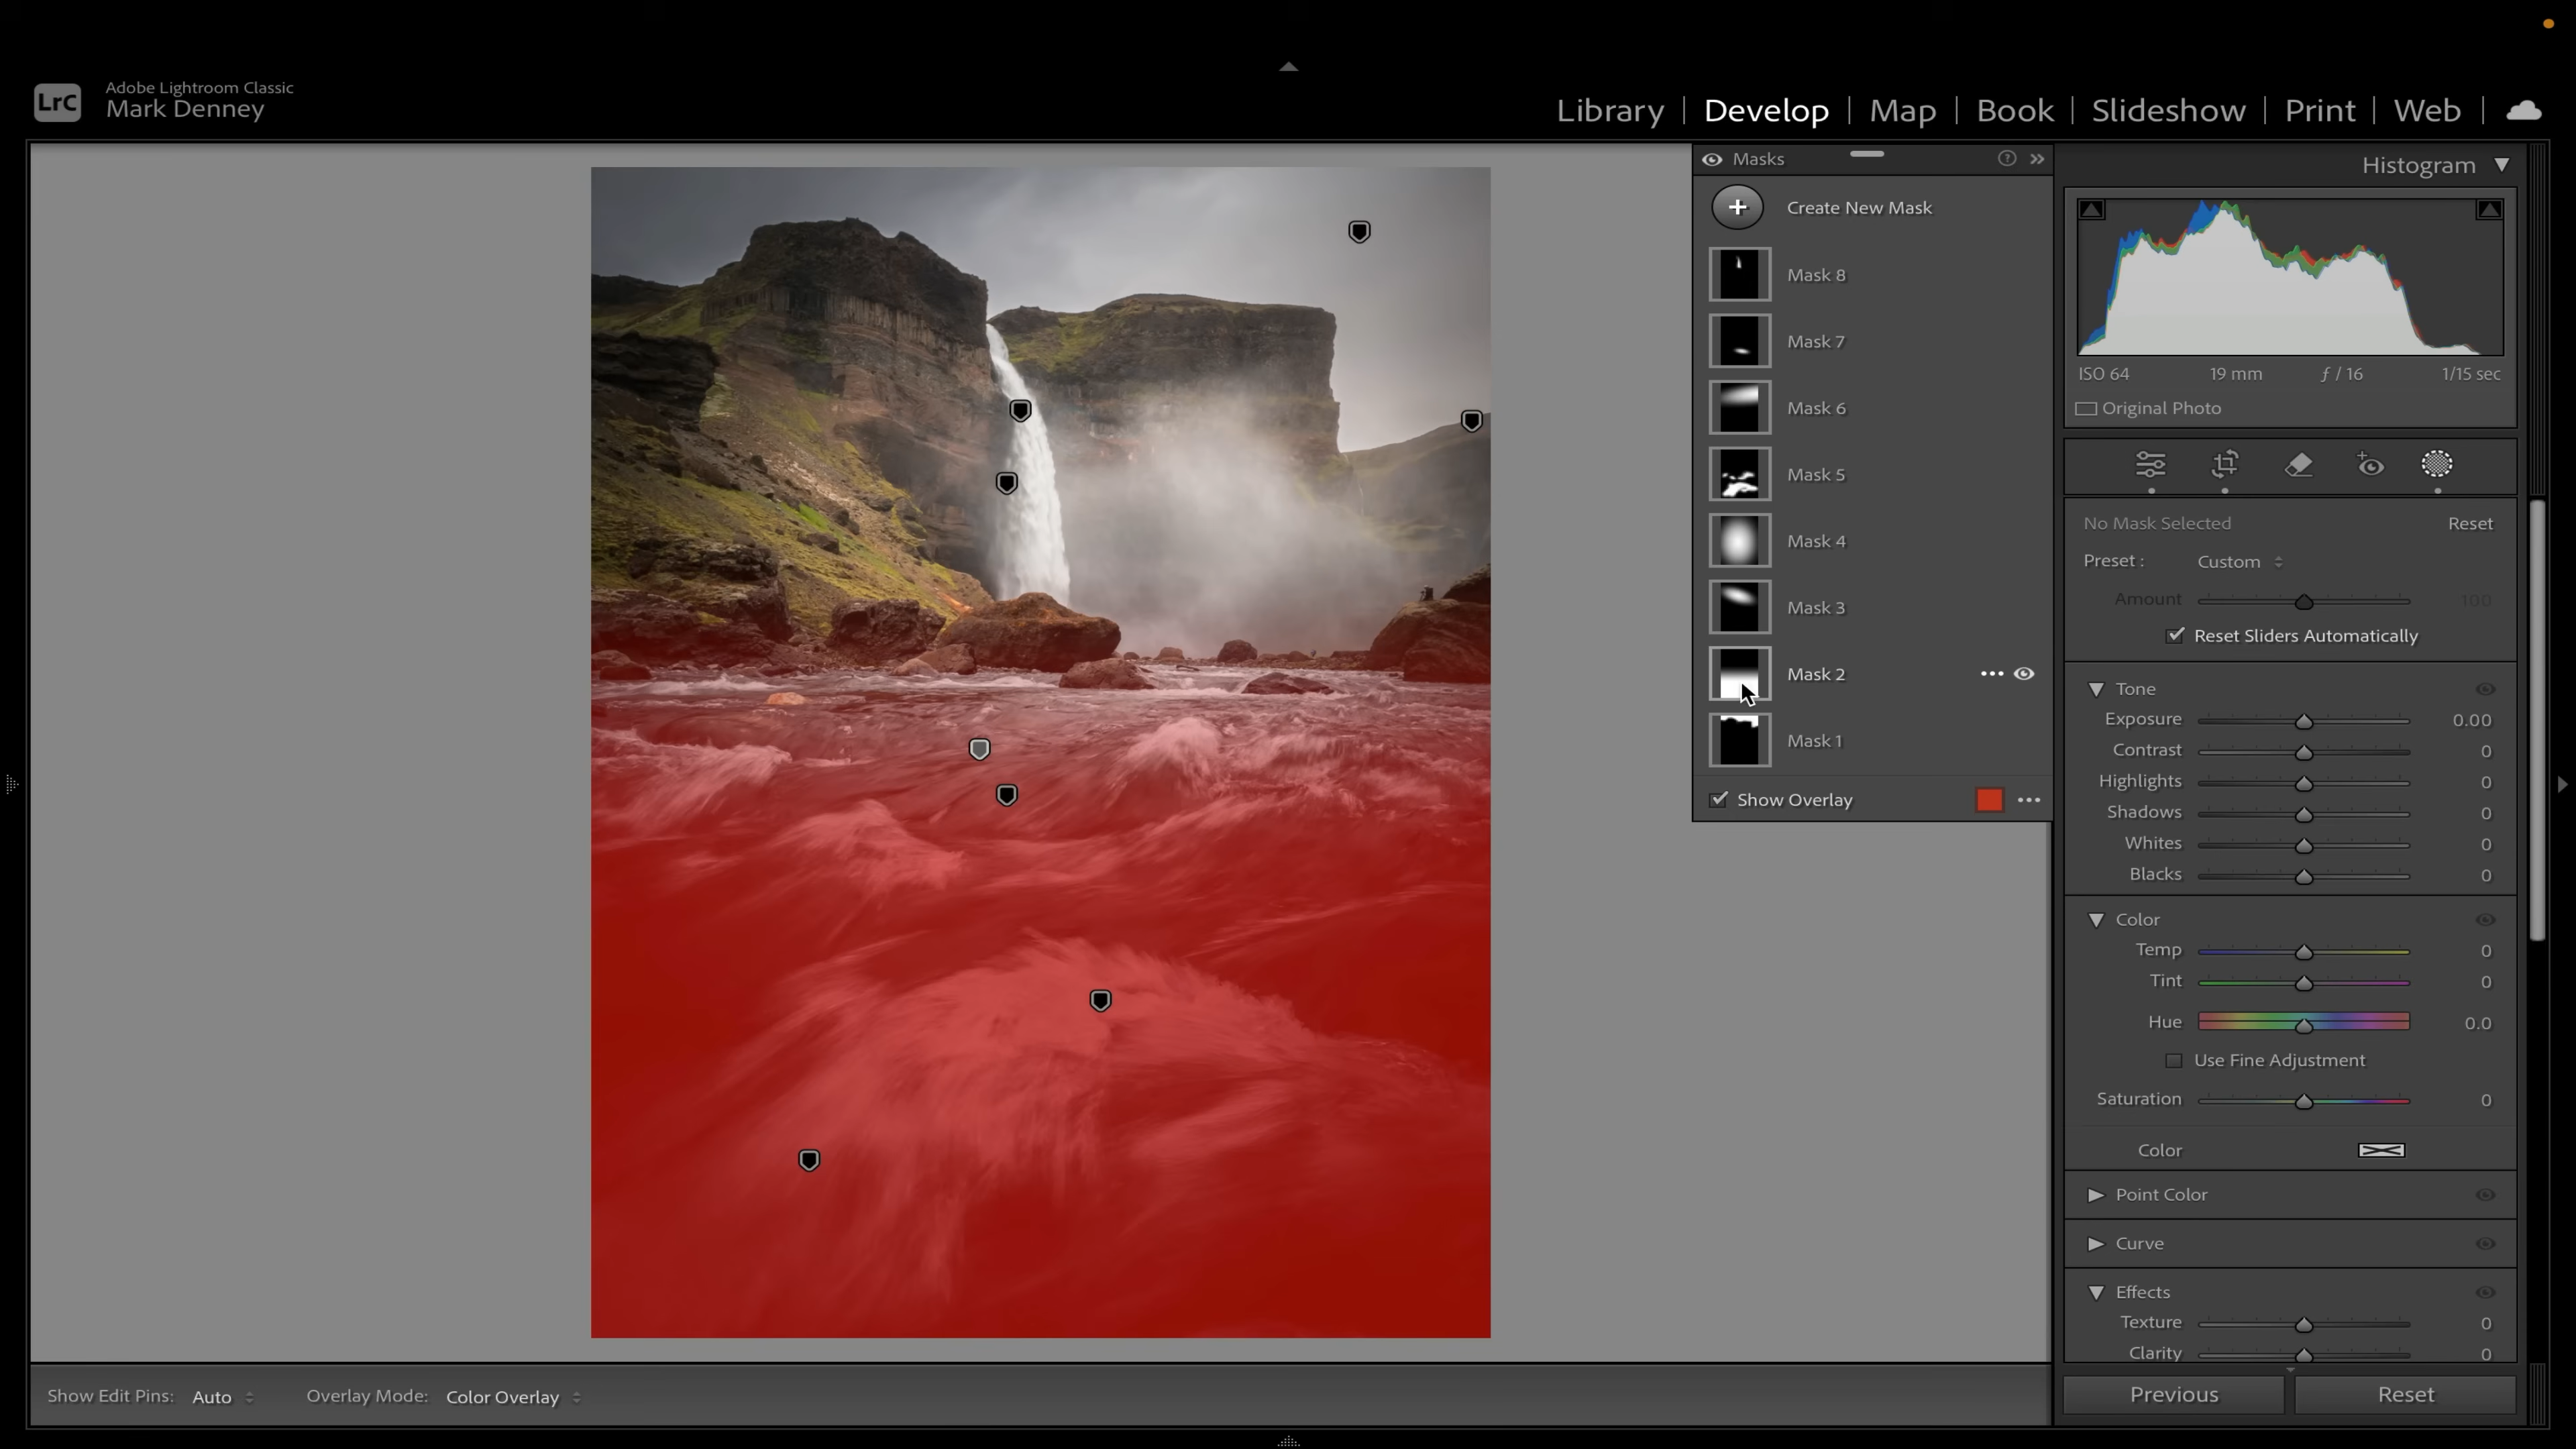 LrC
Adobe Lightroom Classic
Mark Denney
Library | Develop | Map | Book | Slideshow | Print | Web
Masks
Create New Mask
Mask 8
Mask 7
Mask 6
Mask 5
Mask 4
Mask 3
Mask 2
Mask 1
Show Overlay
Histogram
ISO 64 19 mm ƒ / 16 1/15 sec
Original Photo
No Mask Selected Reset
Preset : Custom
Amount 100
Reset Sliders Automatically
Tone
Exposure 0.00
Contrast 0
Highlights 0
Shadows 0
Whites 0
Blacks 0
Color
Temp 0
Tint 0
Hue 0.0
Use Fine Adjustment
Saturation 0
Color
Point Color
Curve
Effects
Texture 0
Clarity 0
Previous Reset
Show Edit Pins: Auto Overlay Mode: Color Overlay